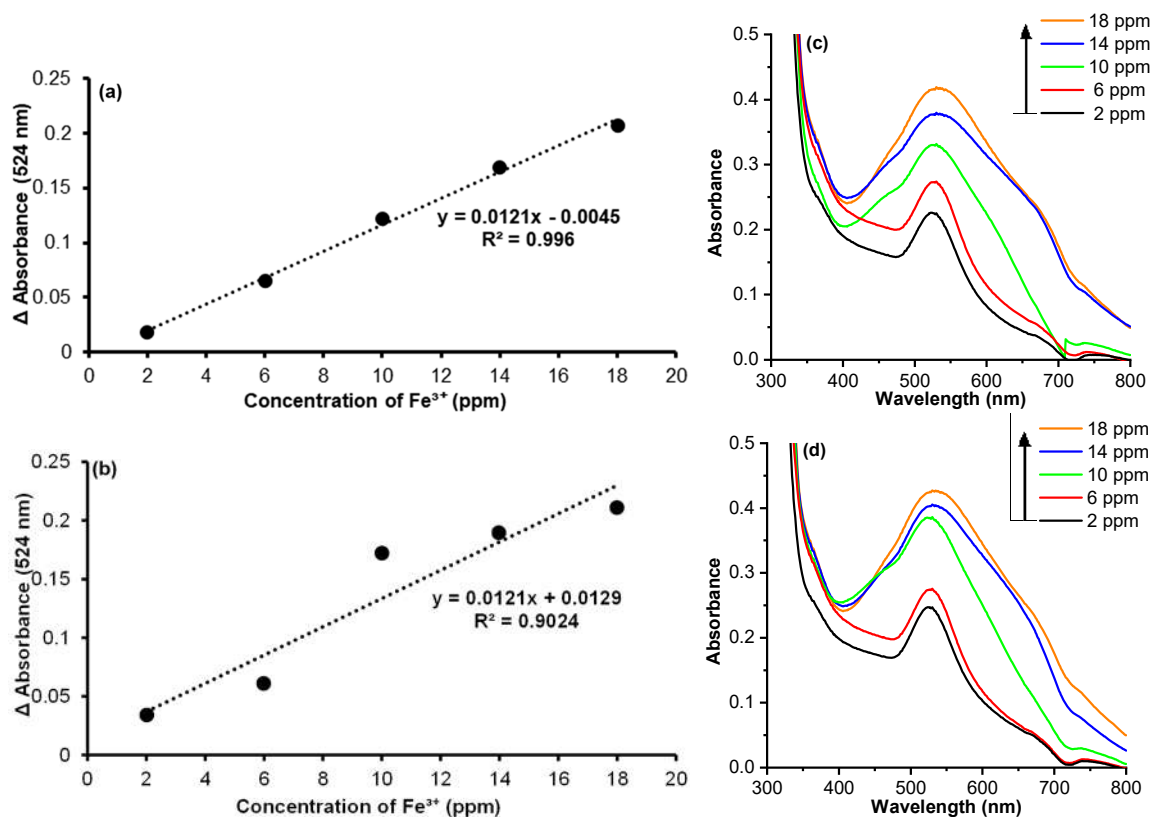 (a)
0.25
0.2
0.15
0.1
0.05
0
y = 0.0121x - 0.0045
R² = 0.996
0 2 4 6 8 10 12 14 16 18 20
Concentration of Fe³⁺ (ppm)
Δ Absorbance (524 nm)
(c)
18 ppm
14 ppm
10 ppm
6 ppm
2 ppm
0.5
0.4
0.3
0.2
0.1
0.0
300 400 500 600 700 800
Wavelength (nm)
Absorbance
(b)
0.25
0.2
0.15
0.1
0.05
0
y = 0.0121x + 0.0129
R² = 0.9024
0 2 4 6 8 10 12 14 16 18 20
Concentration of Fe³⁺ (ppm)
Δ Absorbance (524 nm)
(d)
18 ppm
14 ppm
10 ppm
6 ppm
2 ppm
0.5
0.4
0.3
0.2
0.1
0.0
300 400 500 600 700 800
Wavelength (nm)
Absorbance